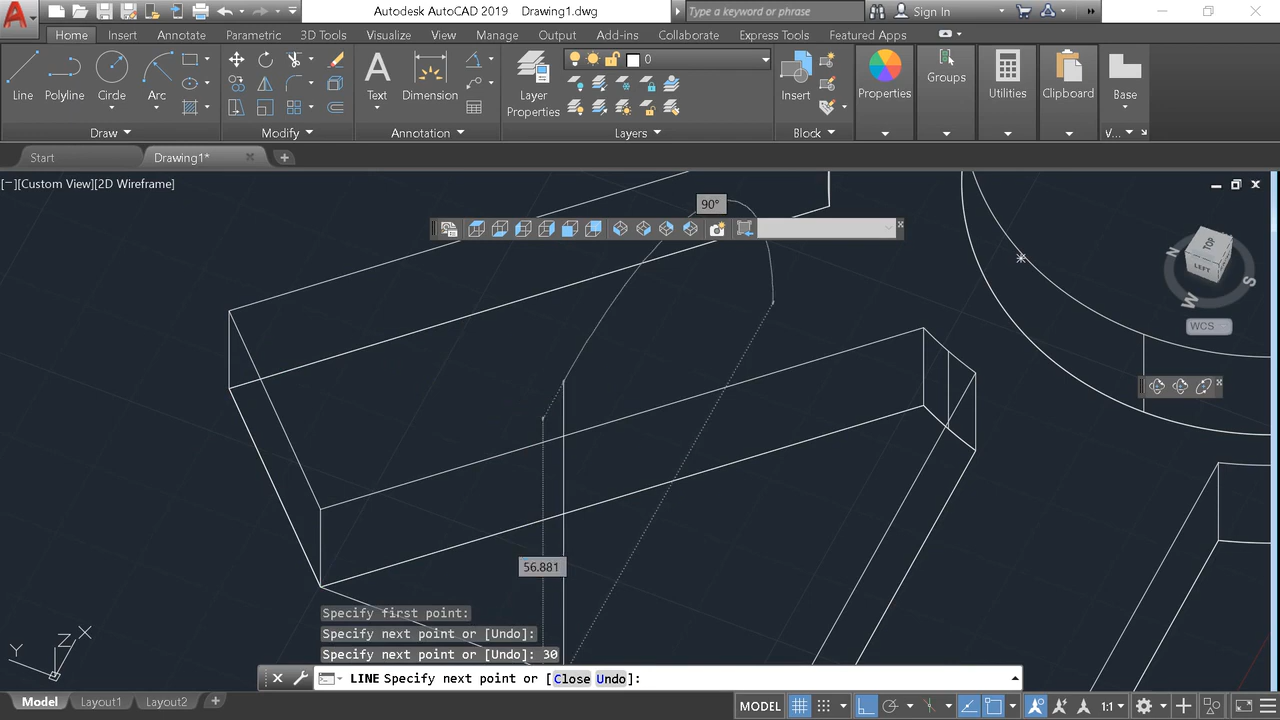 Autodesk AutoCAD 2019 Drawing1.dwg
Type a keyword or phrase
Sign In
Home Insert Annotate Parametric 3D Tools Visualize View Manage Output Add-ins Collaborate Express Tools Featured Apps
Line Polyline Circle Arc
Text Dimension
Layer
Properties
0
Insert
Properties Groups Utilities Clipboard Base
Draw Modify Annotation Layers Block V...
Start Drawing1*
[−][Custom View][2D Wireframe]
90°
N TOP S
LEFT W
WCS
56.881
Specify first point:
Specify next point or [Undo]:
Specify next point or [Undo]: 30
Y Z X
LINE Specify next point or [Close Undo]:
Model Layout1 Layout2
MODEL 1:1